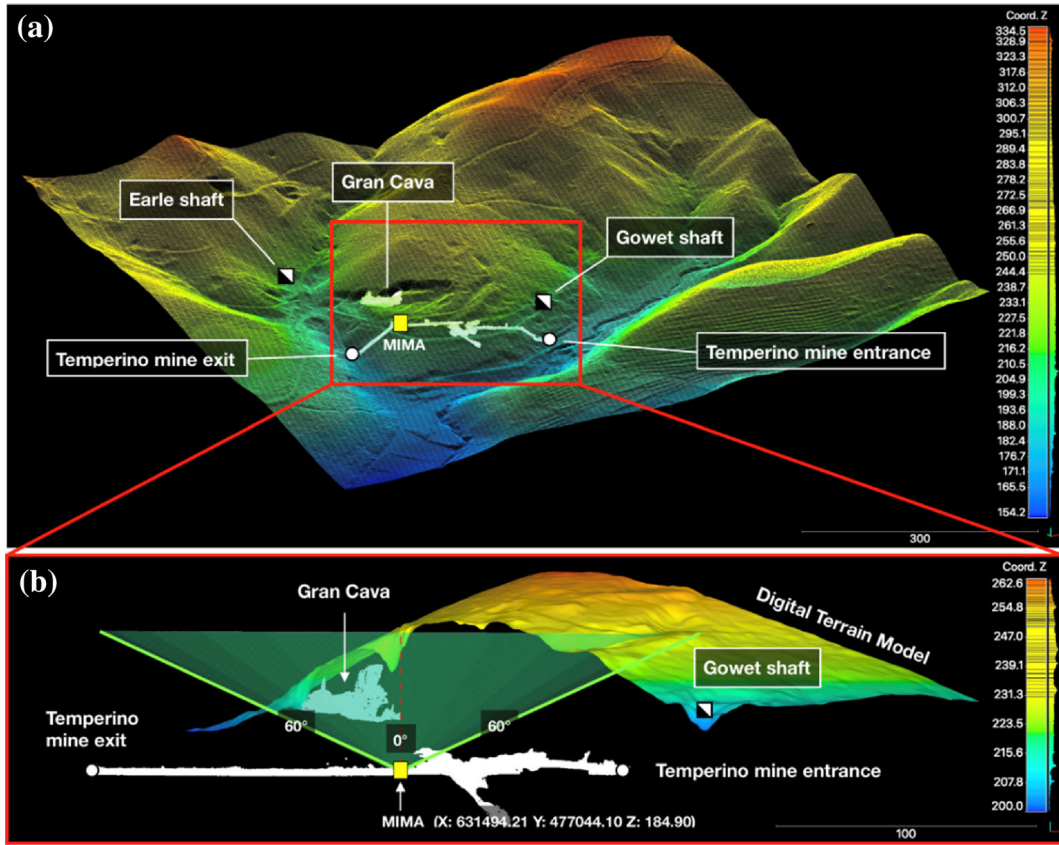 (a)
Coord. Z
334.5
328.9
323.3
317.6
312.0
306.3
300.7
295.1
289.4
283.8
278.2
272.5
266.9
261.3
255.6
250.0
244.4
238.7
233.1
227.5
221.8
216.2
210.5
204.9
199.3
193.6
188.0
182.4
176.7
171.1
165.5
154.2
Gran Cava
Earle shaft
Gowet shaft
MIMA
Temperino mine exit
Temperino mine entrance
300
(b)
Coord. Z
262.6
254.8
247.0
239.1
231.3
223.5
215.6
207.8
200.0
Gran Cava
Digital Terrain Model
Gowet shaft
Temperino
mine exit
60°
0°
60°
Temperino mine entrance
MIMA (X: 631494.21 Y: 477044.10 Z: 184.90)
100